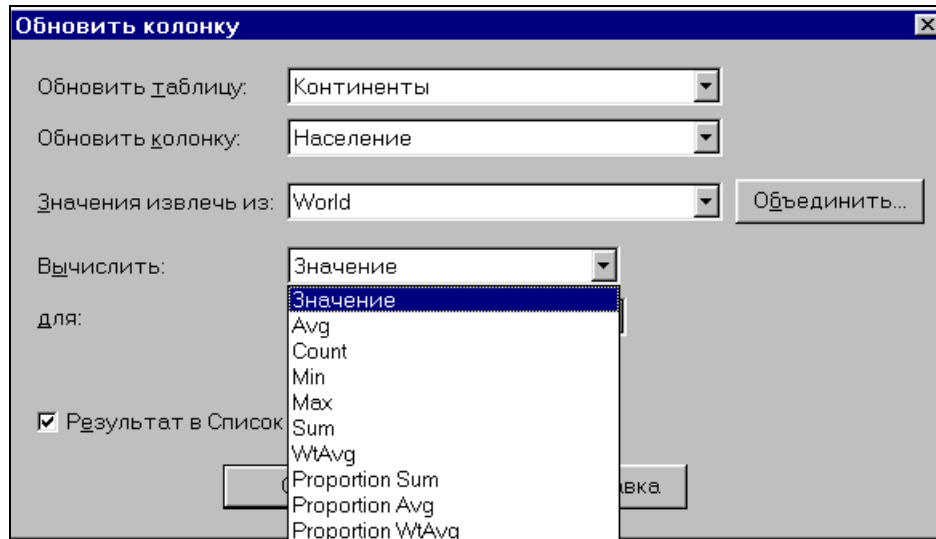 Обновить колонку
Обновить таблицу: Континенты
Обновить колонку: Население
Значения извлечь из: World Объединить...
Вычислить: Значение
Значение
для:
Avg
Count
Min
Max
Результат в Список
Sum
WtAvg
Proportion Sum
Proportion Avg
Proportion WtAvg